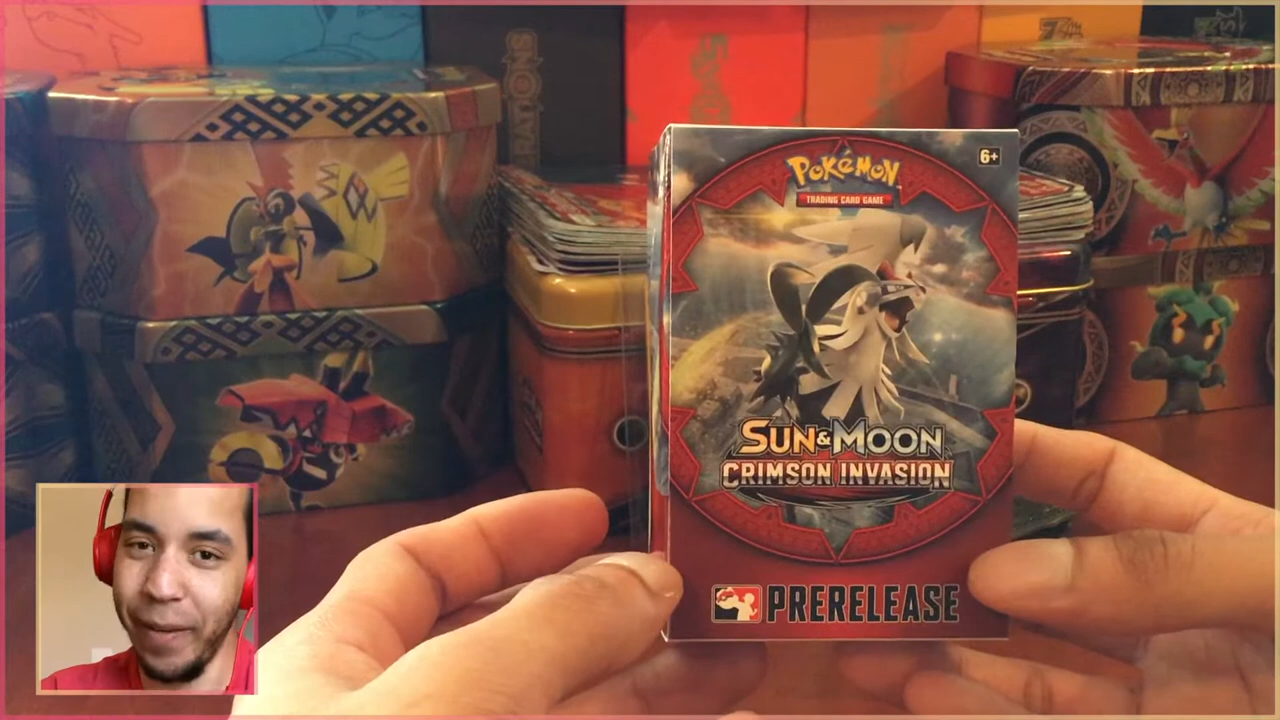 POKéMON
TRADING CARD GAME
6+
SUN & MOON
CRIMSON INVASION
PRERELEASE